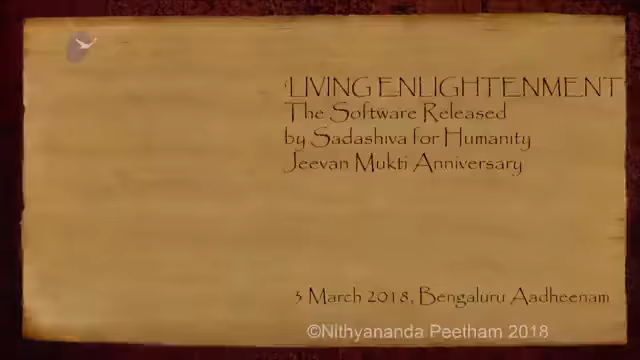 'LIVING ENLIGHTENMENT'
The Software Released
by Sadashiva for Humanity
Jeevan Mukti Anniversary
5 March 2018, Bengaluru Aadheenam
©Nithyananda Peetham 2018